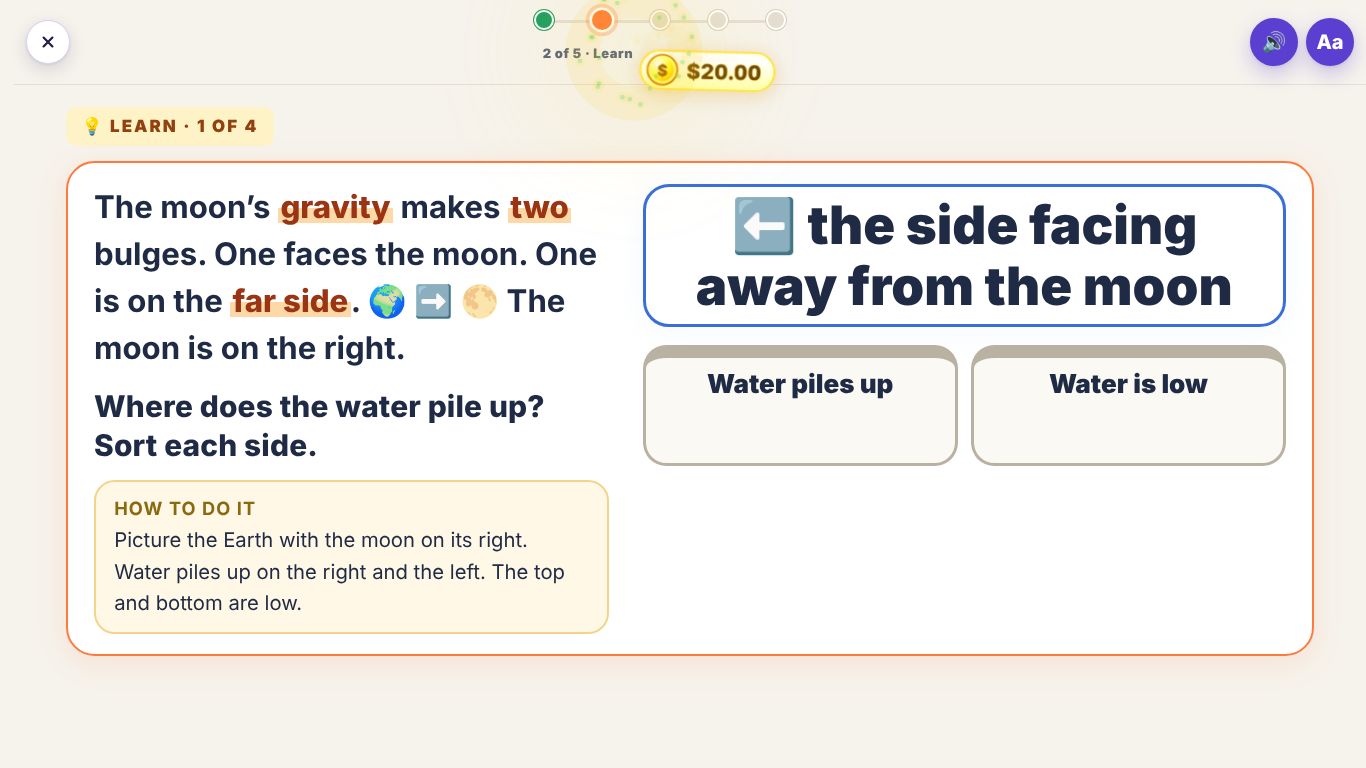 2 of 5 · Learn
$ $20.00
🔊 Aa
💡 LEARN · 1 OF 4
The moon’s gravity makes two
bulges. One faces the moon. One
is on the far side. 🌍 ➡️ 🌕 The
moon is on the right.
Where does the water pile up?
Sort each side.
HOW TO DO IT
Picture the Earth with the moon on its right.
Water piles up on the right and the left. The top
and bottom are low.
⬅️ the side facing
away from the moon
Water piles up
Water is low